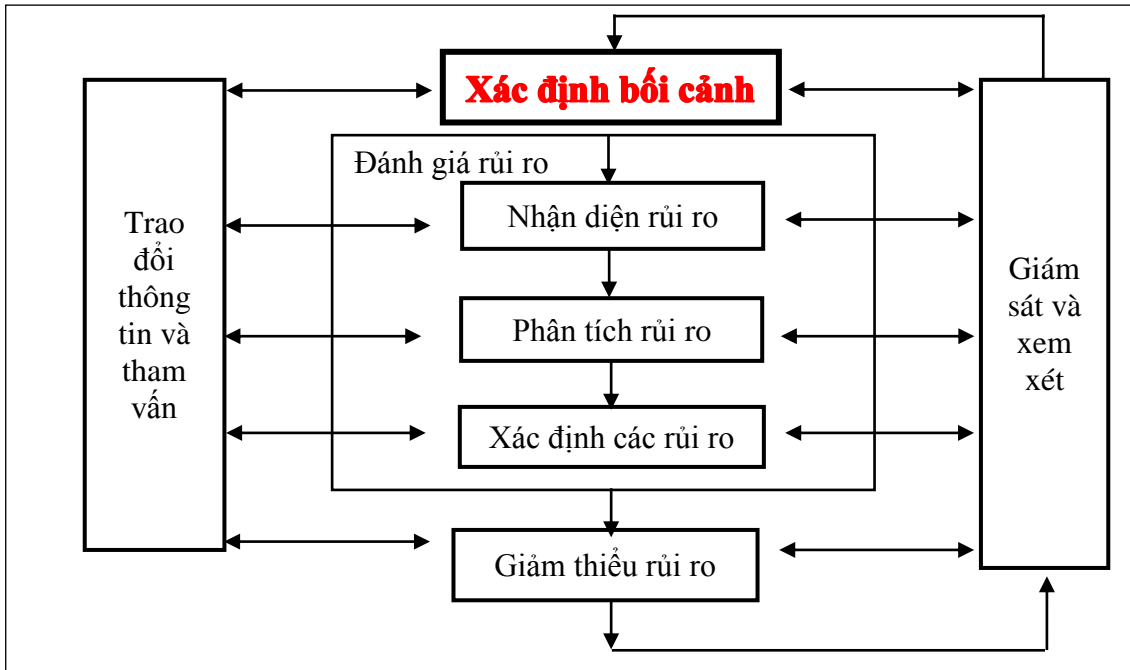 Xác định bối cảnh
Đánh giá rủi ro
Nhận diện rủi ro
Phân tích rủi ro
Xác định các rủi ro
Giảm thiểu rủi ro
Trao
đổi
thông
tin và
tham
vấn
Giám
sát và
xem
xét